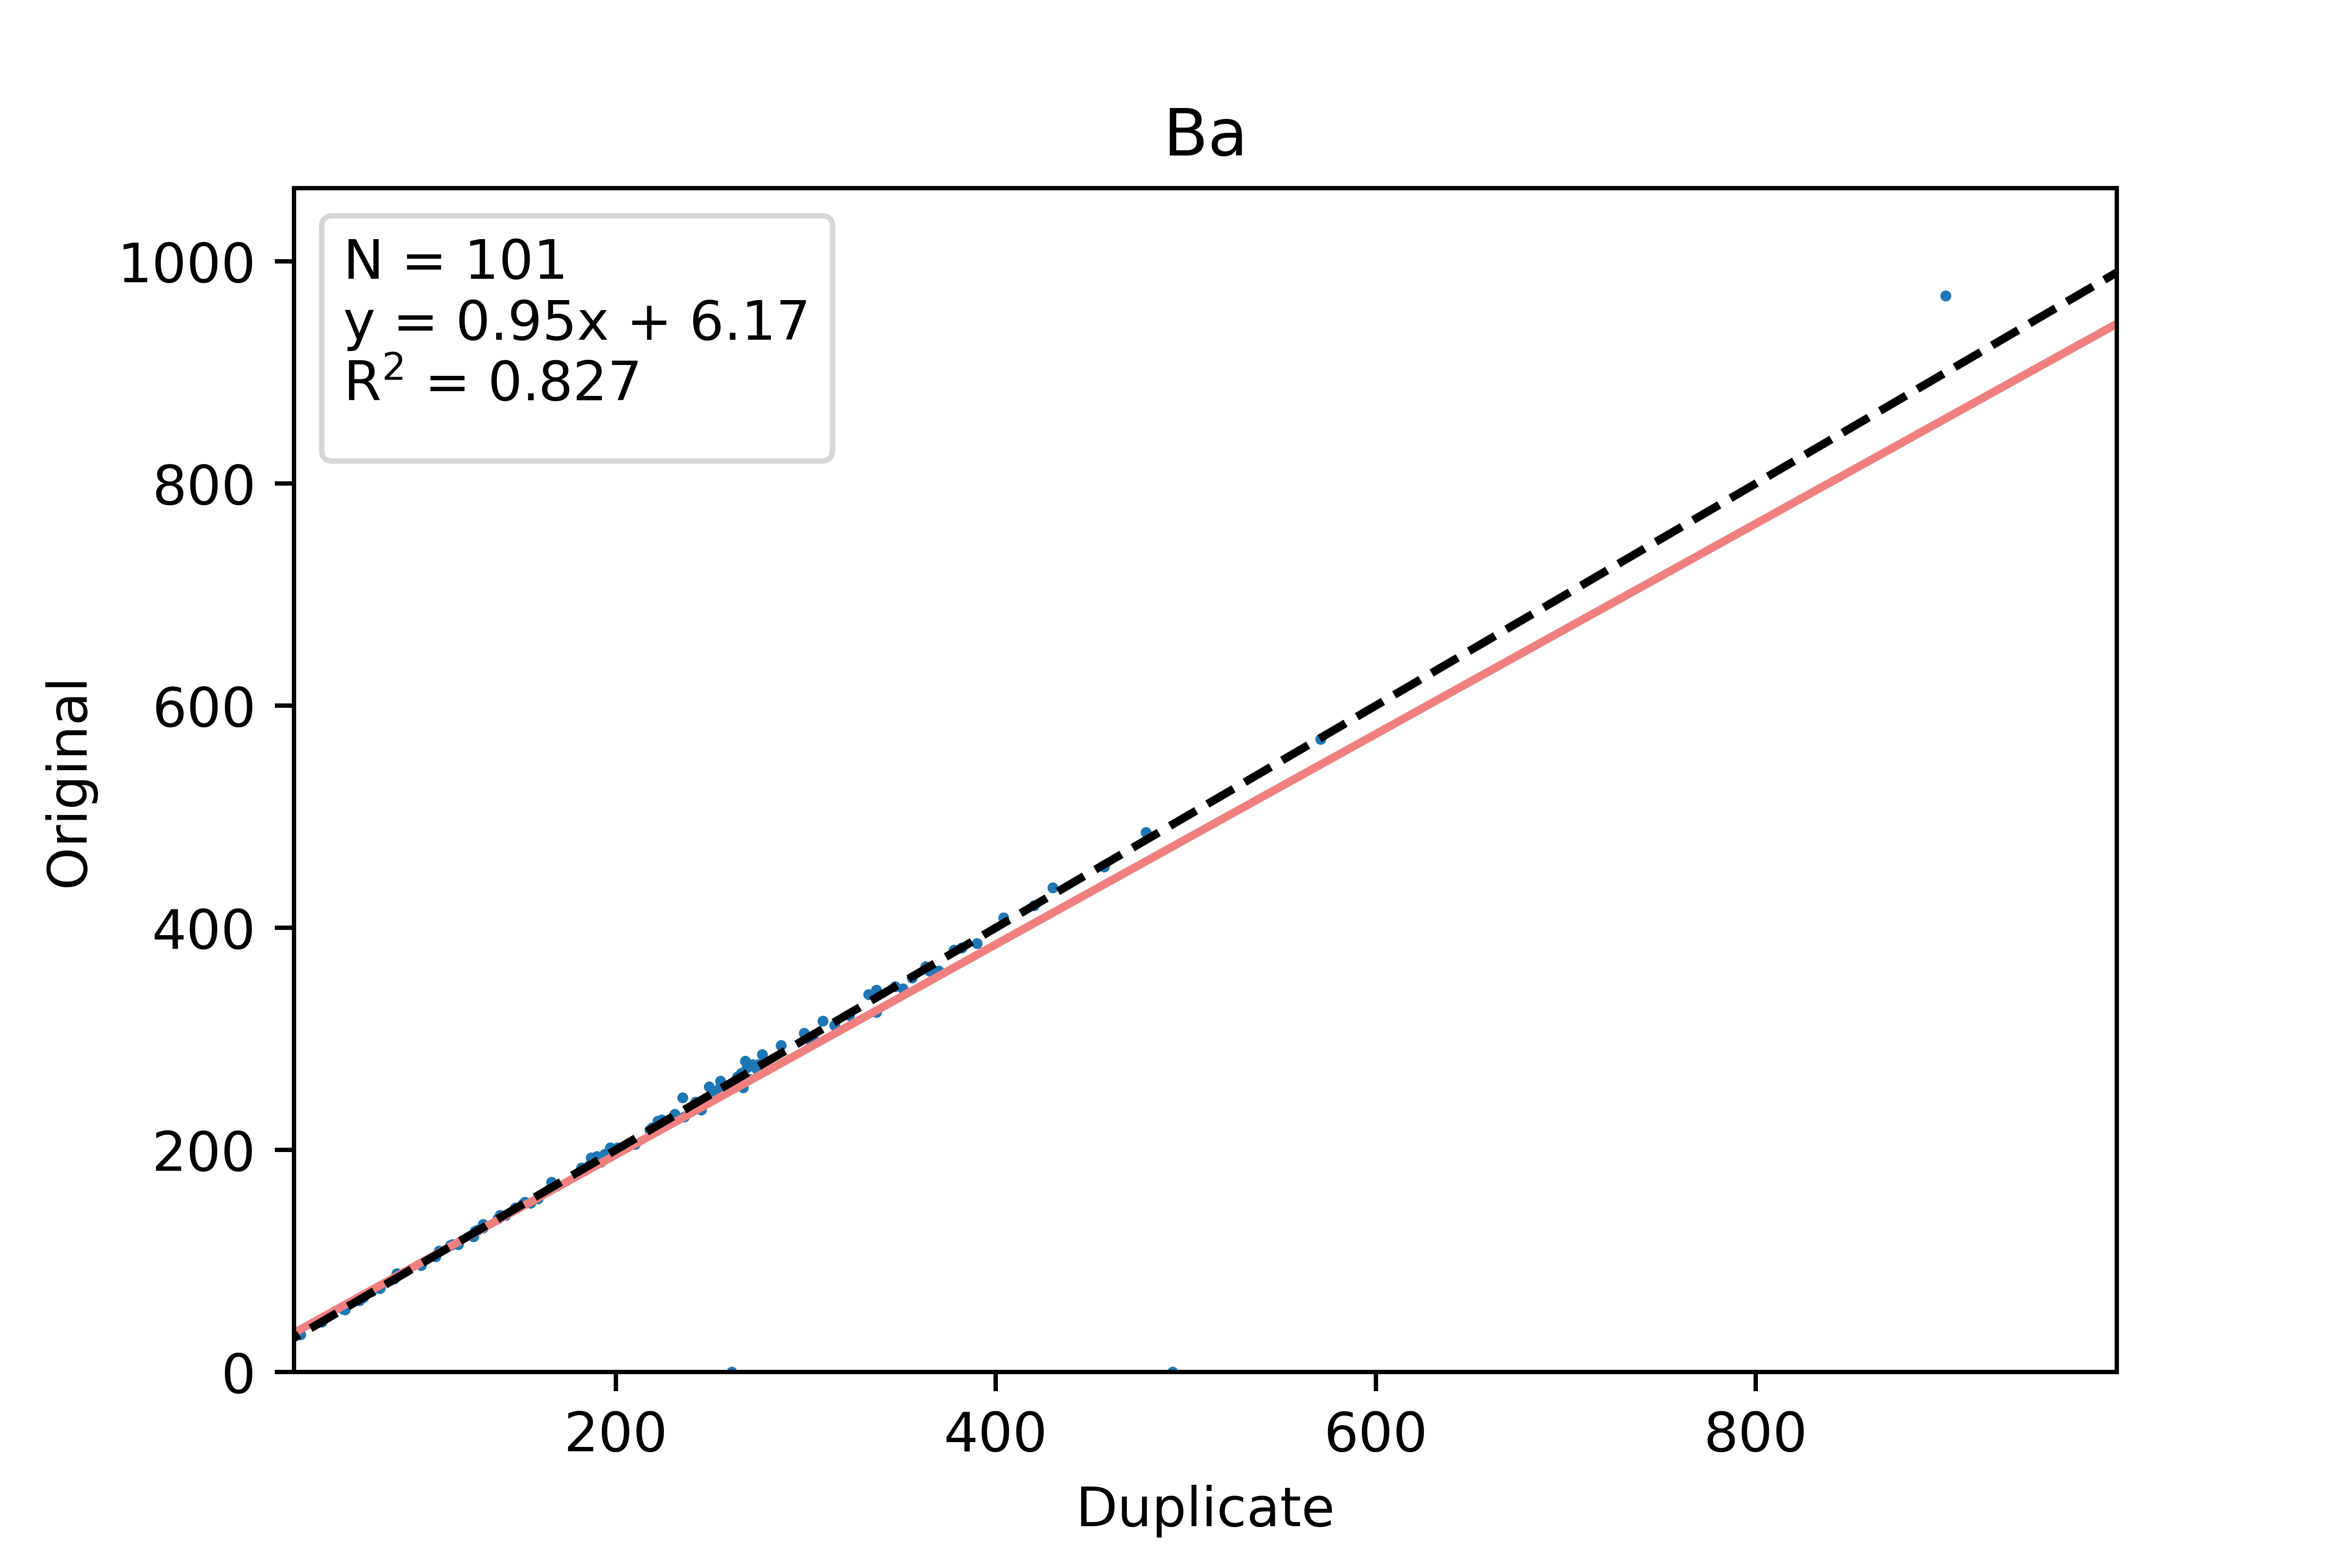 Ba
N = 101
y = 0.95x + 6.17
R² = 0.827
1000
800
600
400
200
0
Original
200 400 600 800
Duplicate